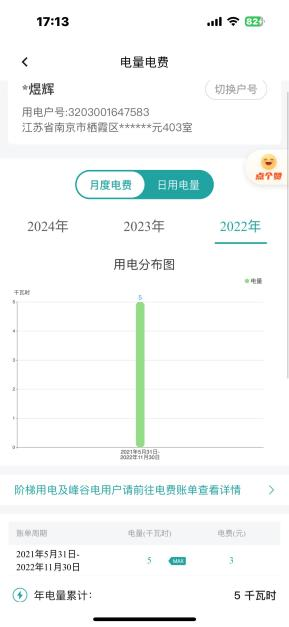 17:13
82
电量电费
*煜辉
切换户号
用电户号:3203001647583
江苏省南京市栖霞区******元403室
月度电费
日用电量
点个赞
2024年
2023年
2022年
用电分布图
电量
千瓦时
5
5
4
3
2
1
0
2021年5月31日-
2022年11月30日
阶梯用电及峰谷电用户请前往电费账单查看详情
账单周期
电量(千瓦时)
电费(元)
2021年5月31日-
2022年11月30日
5
MAX
3
年电量累计：
5 千瓦时